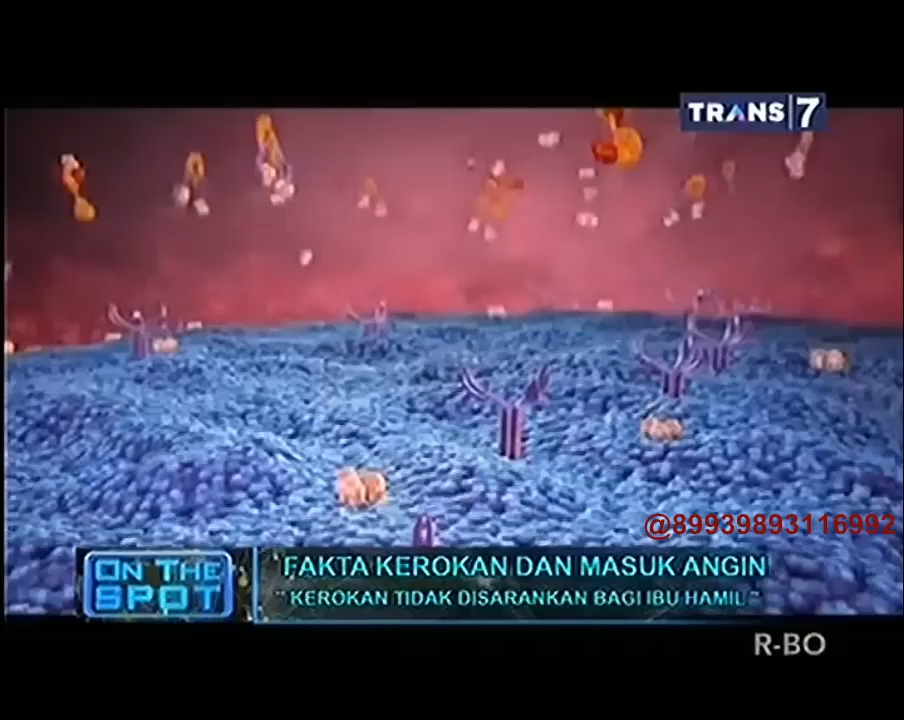 TRANS|7
@89939893116992
ON THE
SPOT
"FAKTA KEROKAN DAN MASUK ANGIN
" KEROKAN TIDAK DISARANKAN BAGI IBU HAMIL "
R-BO